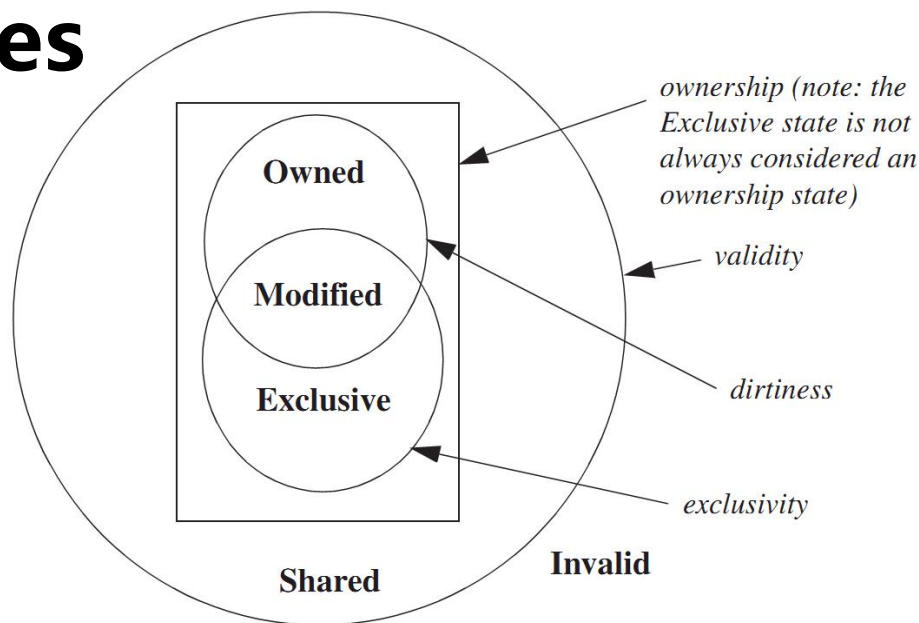 es
ownership (note: the
Exclusive state is not
always considered an
ownership state)
Owned
validity
Modified
dirtiness
Exclusive
exclusivity
Invalid
Shared